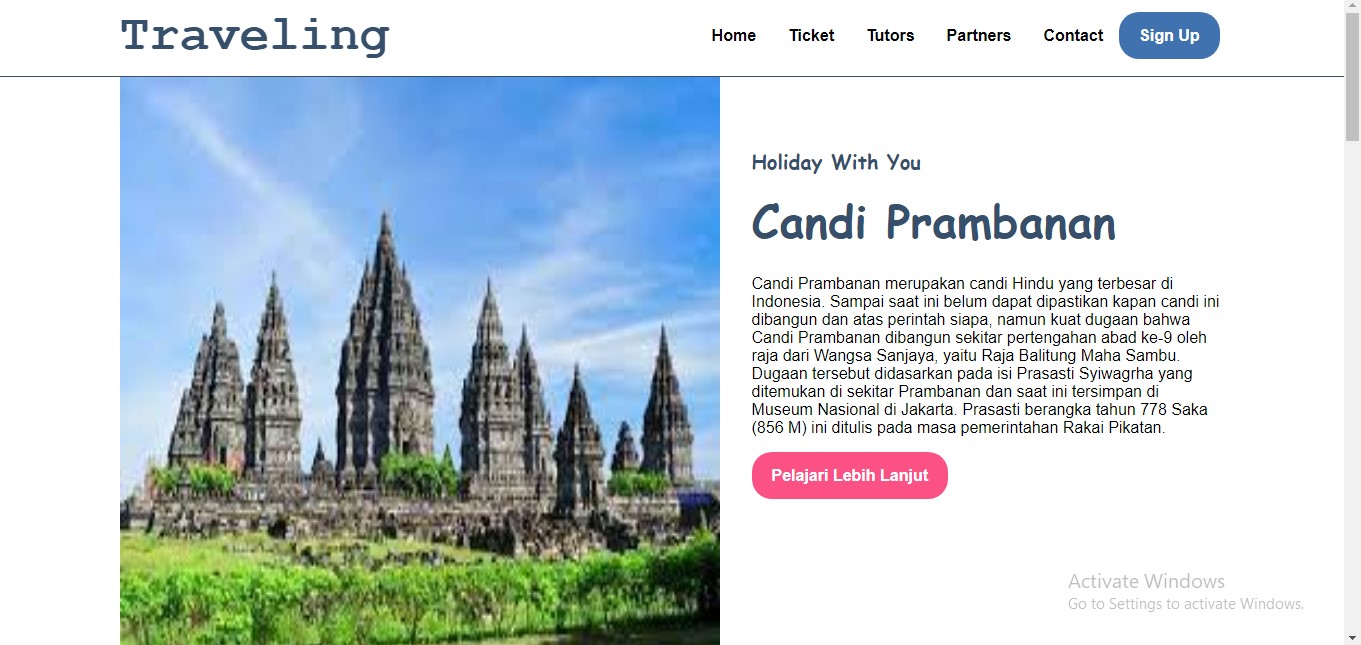 Traveling
Home Ticket Tutors Partners Contact Sign Up
Holiday With You
Candi Prambanan
Candi Prambanan merupakan candi Hindu yang terbesar di
Indonesia. Sampai saat ini belum dapat dipastikan kapan candi ini
dibangun dan atas perintah siapa, namun kuat dugaan bahwa
Candi Prambanan dibangun sekitar pertengahan abad ke-9 oleh
raja dari Wangsa Sanjaya, yaitu Raja Balitung Maha Sambu.
Dugaan tersebut didasarkan pada isi Prasasti Syiwagrha yang
ditemukan di sekitar Prambanan dan saat ini tersimpan di
Museum Nasional di Jakarta. Prasasti berangka tahun 778 Saka
(856 M) ini ditulis pada masa pemerintahan Rakai Pikatan.
Pelajari Lebih Lanjut
Activate Windows
Go to Settings to activate Windows.